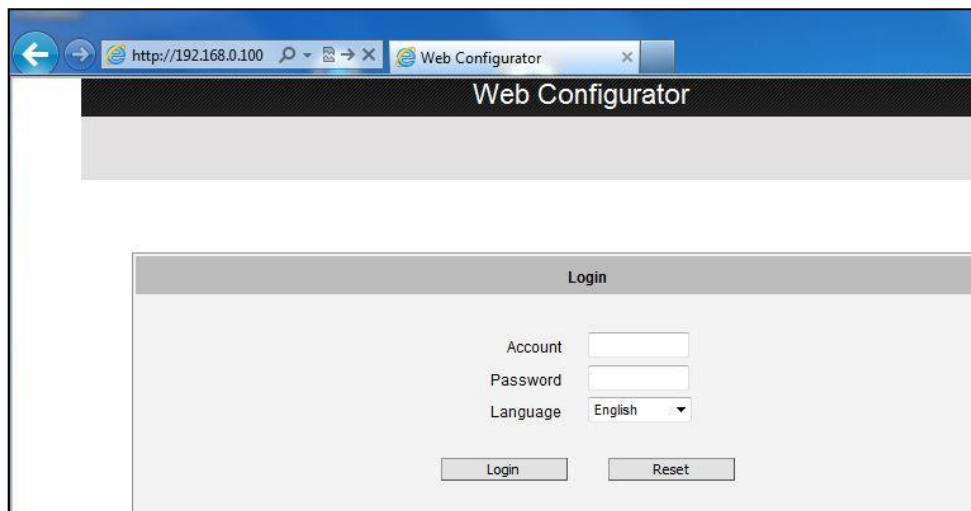 http://192.168.0.100 Web Configurator
Web Configurator
Login
Account
Password
Language English
Login Reset